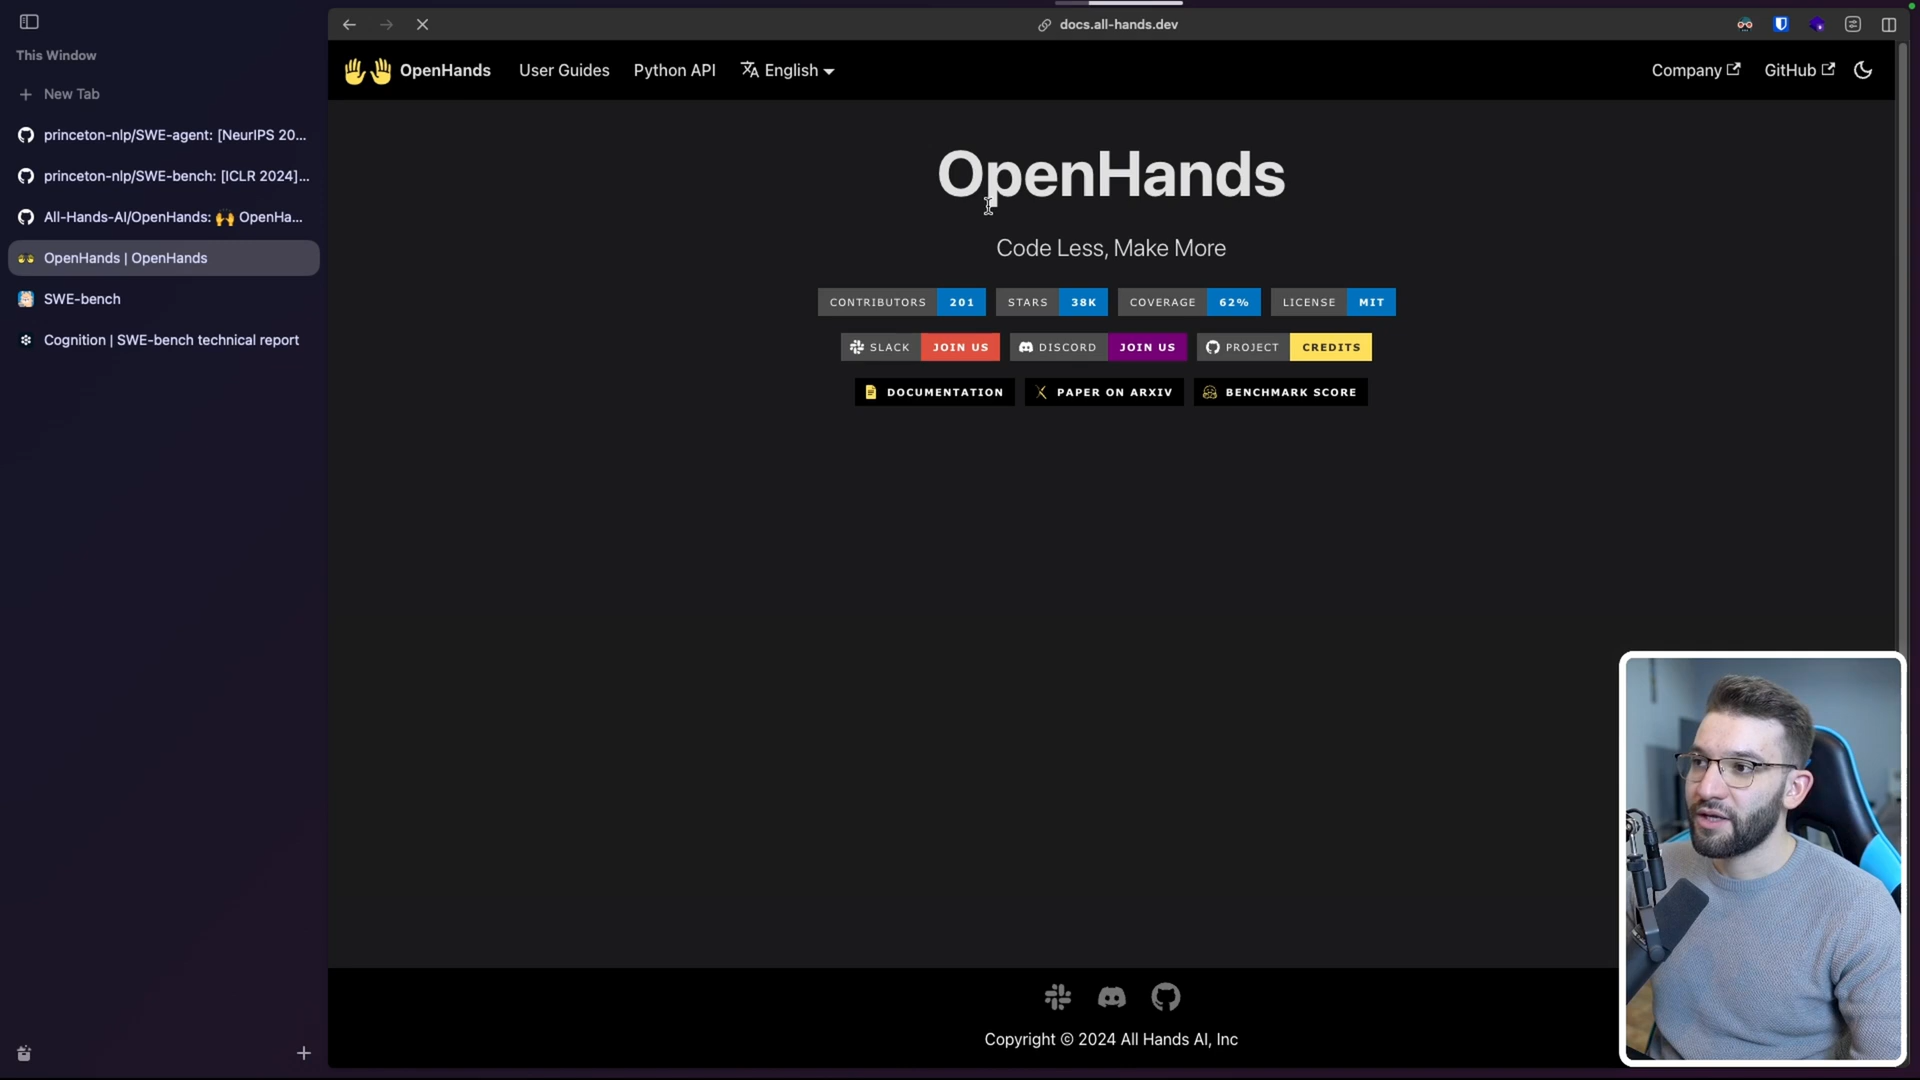 This Window
New Tab
princeton-nlp/SWE-agent: [NeurIPS 20...
princeton-nlp/SWE-bench: [ICLR 2024]...
All-Hands-AI/OpenHands: 🙌 OpenHa...
OpenHands | OpenHands
SWE-bench
Cognition | SWE-bench technical report
docs.all-hands.dev
OpenHands User Guides Python API English Company GitHub
OpenHands
Code Less, Make More
CONTRIBUTORS 201 STARS 38K COVERAGE 62% LICENSE MIT
SLACK JOIN US DISCORD JOIN US PROJECT CREDITS
DOCUMENTATION PAPER ON ARXIV BENCHMARK SCORE
Copyright © 2024 All Hands AI, Inc